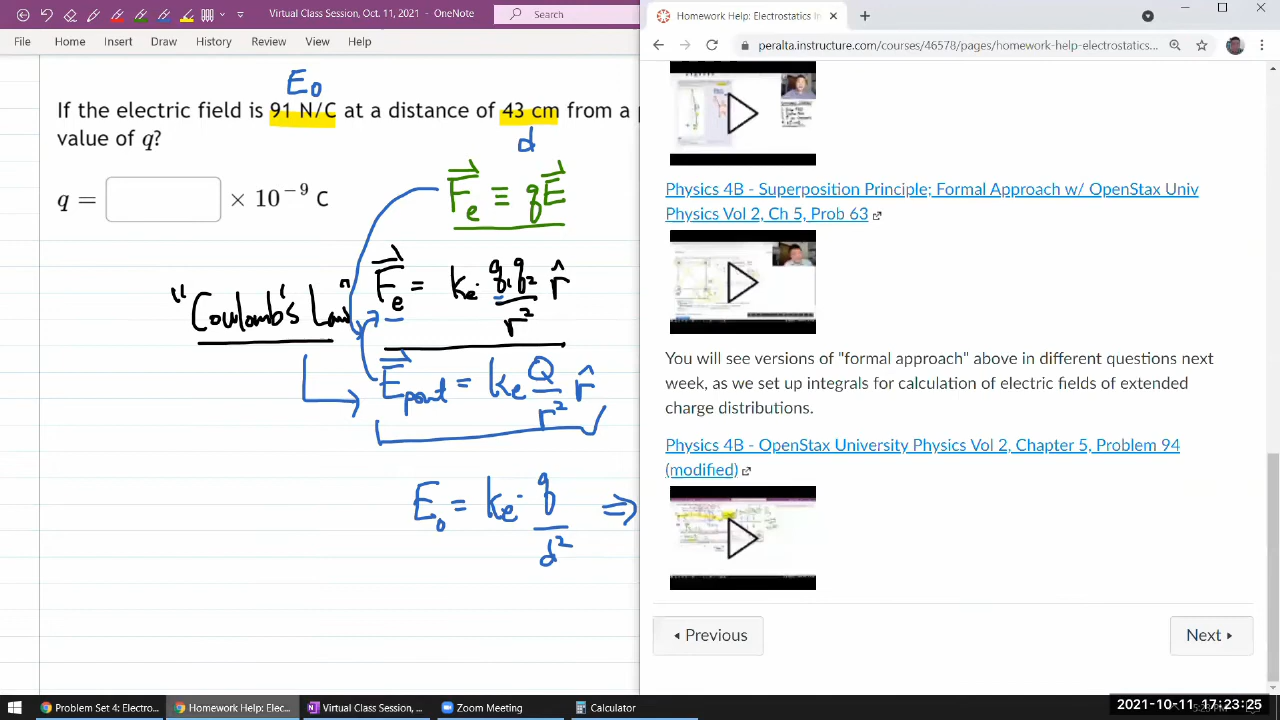 Virtual Class Session, Oct 11, 2021 - OneNote
Search
File Home Insert Draw History Review View Help
E₀
If the electric field is 91 N/C at a distance of 43 cm from a
value of q?
d
q = × 10⁻⁹ C
F⃗e = qE⃗
"Coulomb's Law"
F⃗e = ke · q₁q₂/r² r̂
E⃗point = ke Q/r² r̂
E₀ = ke · q/d² ⇒
Homework Help: Electrostatics In
peralta.instructure.com/courses/46578/pages/homework-help-electrostatics...
Physics 4B - Superposition Principle; Formal Approach w/ OpenStax Univ
Physics Vol 2, Ch 5, Prob 63
You will see versions of "formal approach" above in different questions next
week, as we set up integrals for calculation of electric fields of extended
charge distributions.
Physics 4B - OpenStax University Physics Vol 2, Chapter 5, Problem 94
(modified)
Previous
Next
Problem Set 4: Electro...
Homework Help: Elec...
Virtual Class Session, ...
Zoom Meeting
Calculator
2021-10-11 17:23:25